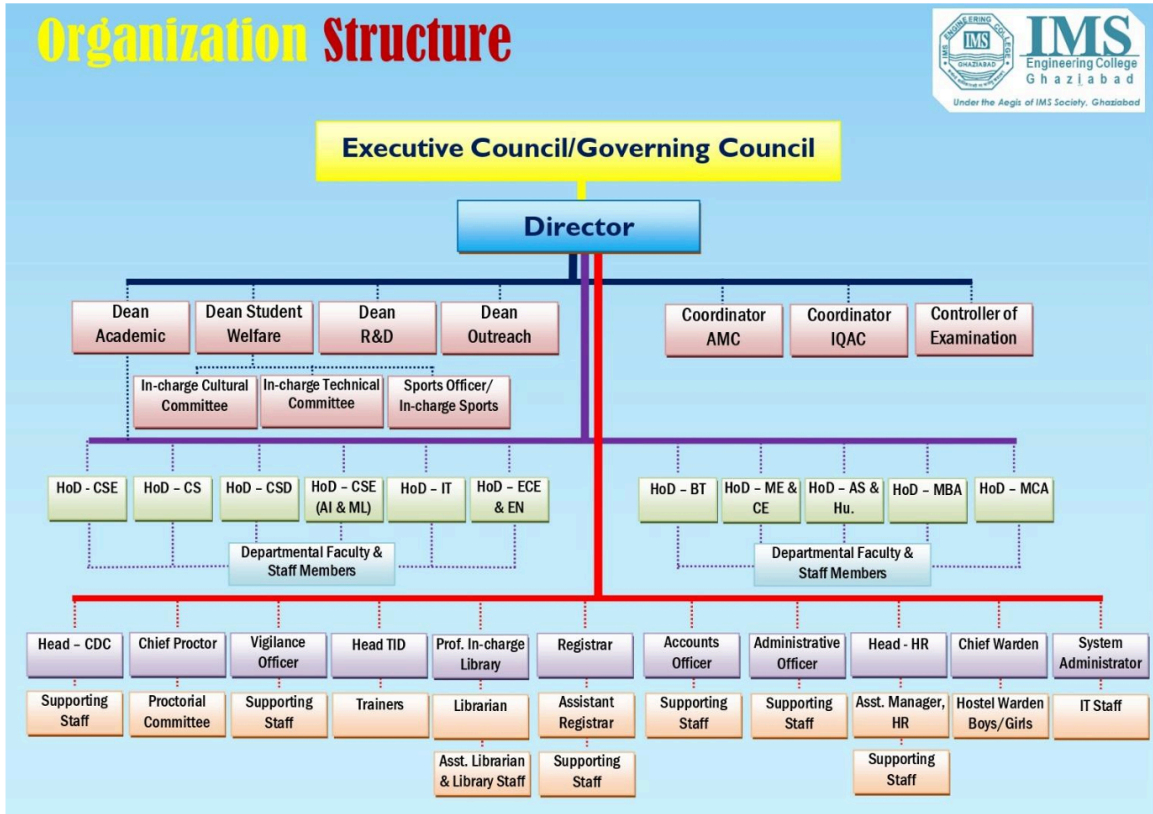 Organization Structure
IMS ENGINEERING COLLEGE
IMS
GHAZIABAD
IMS
Engineering College
Ghaziabad
Under the Aegis of IMS Society, Ghaziabad
Executive Council/Governing Council
Director
Dean
Academic
Dean Student
Welfare
Dean
R&D
Dean
Outreach
Coordinator
AMC
Coordinator
IQAC
Controller of
Examination
In-charge Cultural
Committee
In-charge Technical
Committee
Sports Officer/
In-charge Sports
HoD - CSE
HoD – CS
HoD – CSD
HoD – CSE
(AI & ML)
HoD – IT
HoD – ECE
& EN
HoD – BT
HoD – ME &
CE
HoD – AS &
Hu.
HoD – MBA
HoD – MCA
Departmental Faculty &
Staff Members
Departmental Faculty &
Staff Members
Head – CDC
Chief Proctor
Vigilance
Officer
Head TID
Prof. In-charge
Library
Registrar
Accounts
Officer
Administrative
Officer
Head - HR
Chief Warden
System
Administrator
Supporting
Staff
Proctorial
Committee
Supporting
Staff
Trainers
Librarian
Assistant
Registrar
Supporting
Staff
Supporting
Staff
Asst. Manager,
HR
Hostel Warden
Boys/Girls
IT Staff
Asst. Librarian
& Library Staff
Supporting
Staff
Supporting
Staff